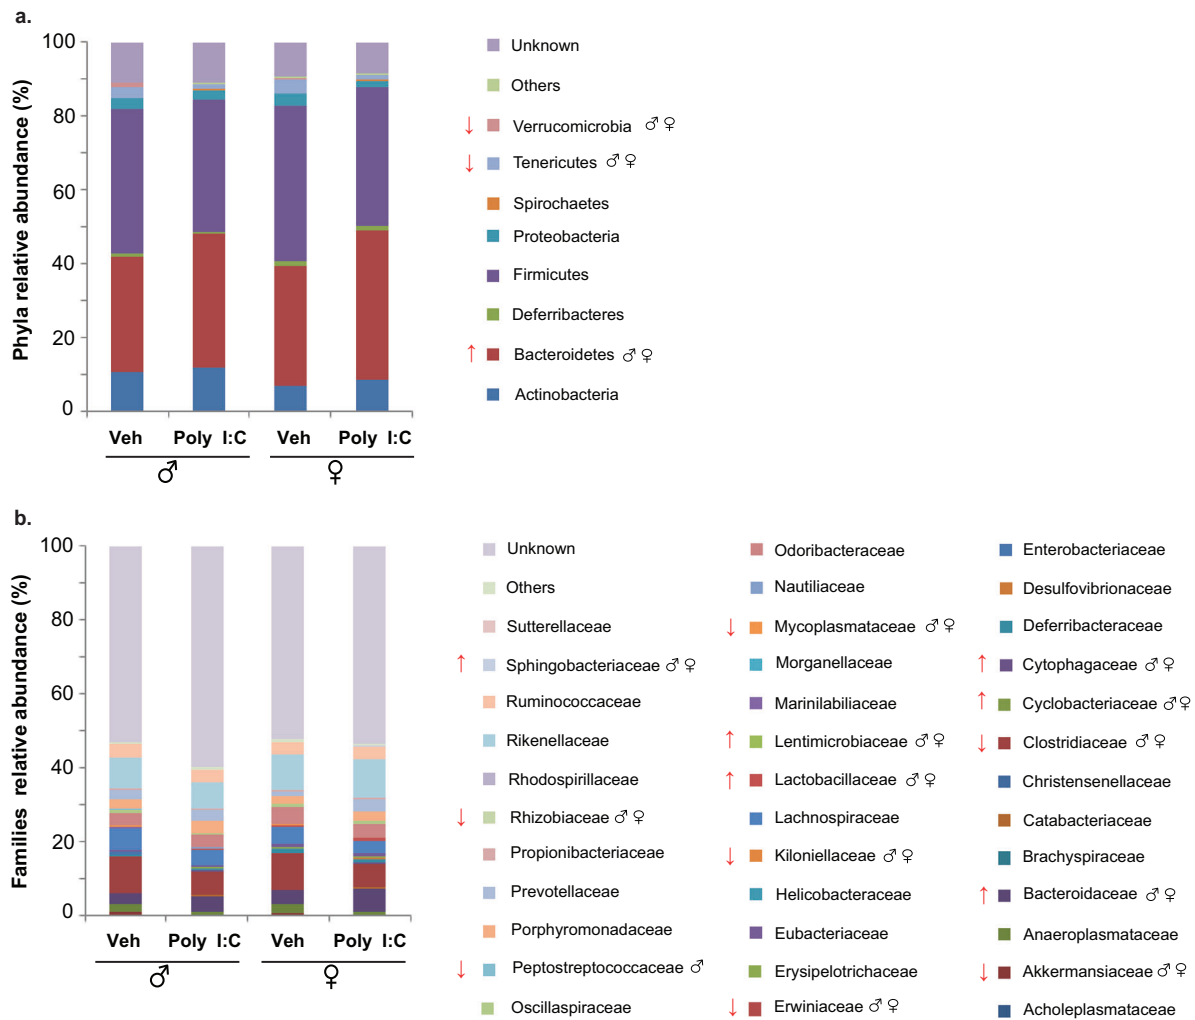 a.
Phyla relative abundance (%)
100
80
60
40
20
0
Veh Poly I:C Veh Poly I:C
♂ ♀
Unknown
Others
↓ Verrucomicrobia ♂♀
↓ Tenericutes ♂♀
Spirochaetes
Proteobacteria
Firmicutes
Deferribacteres
↑ Bacteroidetes ♂♀
Actinobacteria
b.
Families relative abundance (%)
100
80
60
40
20
0
Veh Poly I:C Veh Poly I:C
♂ ♀
Unknown
Others
Sutterellaceae
↑ Sphingobacteriaceae ♂♀
Ruminococcaceae
Rikenellaceae
Rhodospirillaceae
↓ Rhizobiaceae ♂♀
Propionibacteriaceae
Prevotellaceae
Porphyromonadaceae
↓ Peptostreptococcaceae ♂
Oscillaspiraceae
Odoribacteraceae
Nautiliaceae
↓ Mycoplasmataceae ♂♀
Morganellaceae
Marinilabiliaceae
↑ Lentimicrobiaceae ♂♀
↑ Lactobacillaceae ♂♀
Lachnospiraceae
↓ Kiloniellaceae ♂♀
Helicobacteraceae
Eubacteriaceae
Erysipelotrichaceae
↓ Erwiniaceae ♂♀
Enterobacteriaceae
Desulfovibrionaceae
Deferribacteraceae
↑ Cytophagaceae ♂♀
↑ Cyclobacteriaceae ♂♀
↓ Clostridiaceae ♂♀
Christensenellaceae
Catabacteriaceae
Brachyspiraceae
↑ Bacteroidaceae ♂♀
Anaeroplasmataceae
↓ Akkermansiaceae ♂♀
Acholeplasmataceae